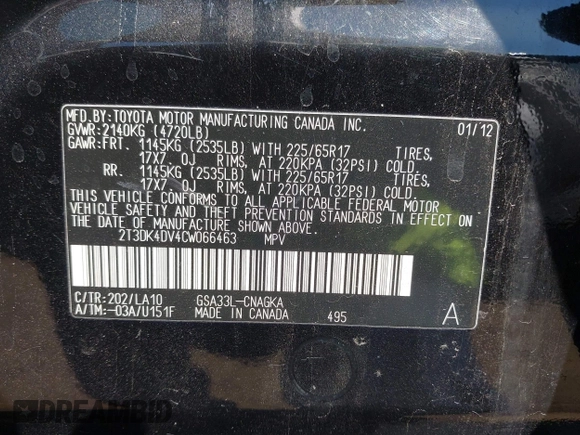 MFD.BY:TOYOTA MOTOR MANUFACTURING CANADA INC. 01/12
GVWR:2140KG (4720LB)
GAWR:FRT. 1145KG (2535LB) WITH 225/65R17 TIRES,
17X7. 0J RIMS, AT 220KPA (32PSI) COLD,
RR. 1145KG (2535LB) WITH 225/65R17 TIRES,
17X7. 0J RIMS, AT 220KPA (32PSI) COLD.
THIS VEHICLE CONFORMS TO ALL APPLICABLE FEDERAL MOTOR
VEHICLE SAFETY AND THEFT PREVENTION STANDARDS IN EFFECT ON
THE DATE OF MANUFACTURE SHOWN ABOVE.
2T3DK4DV4CW066463 MPV
C/TR:202/LA10 GSA33L-CNAGKA
A/TM:-03A/U151F MADE IN CANADA 495 A
DREAMBID